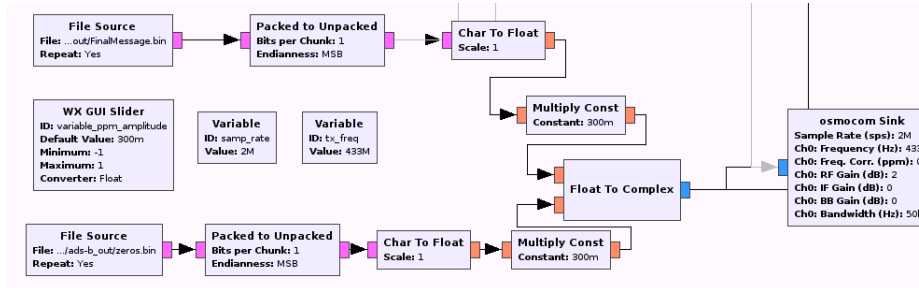 File Source
File: ...out/FinalMessage.bin
Repeat: Yes
Packed to Unpacked
Bits per Chunk: 1
Endianness: MSB
Char To Float
Scale: 1
WX GUI Slider
ID: variable_ppm_amplitude
Default Value: 300m
Minimum: -1
Maximum: 1
Converter: Float
Variable
ID: samp_rate
Value: 2M
Variable
ID: tx_freq
Value: 433M
Multiply Const
Constant: 300m
Float To Complex
osmocom Sink
Sample Rate (sps): 2M
Ch0: Frequency (Hz): 433
Ch0: Freq. Corr. (ppm): 0
Ch0: RF Gain (dB): 2
Ch0: IF Gain (dB): 0
Ch0: BB Gain (dB): 0
Ch0: Bandwidth (Hz): 50
File Source
File: .../ads-b_out/zeros.bin
Repeat: Yes
Packed to Unpacked
Bits per Chunk: 1
Endianness: MSB
Char To Float
Scale: 1
Multiply Const
Constant: 300m